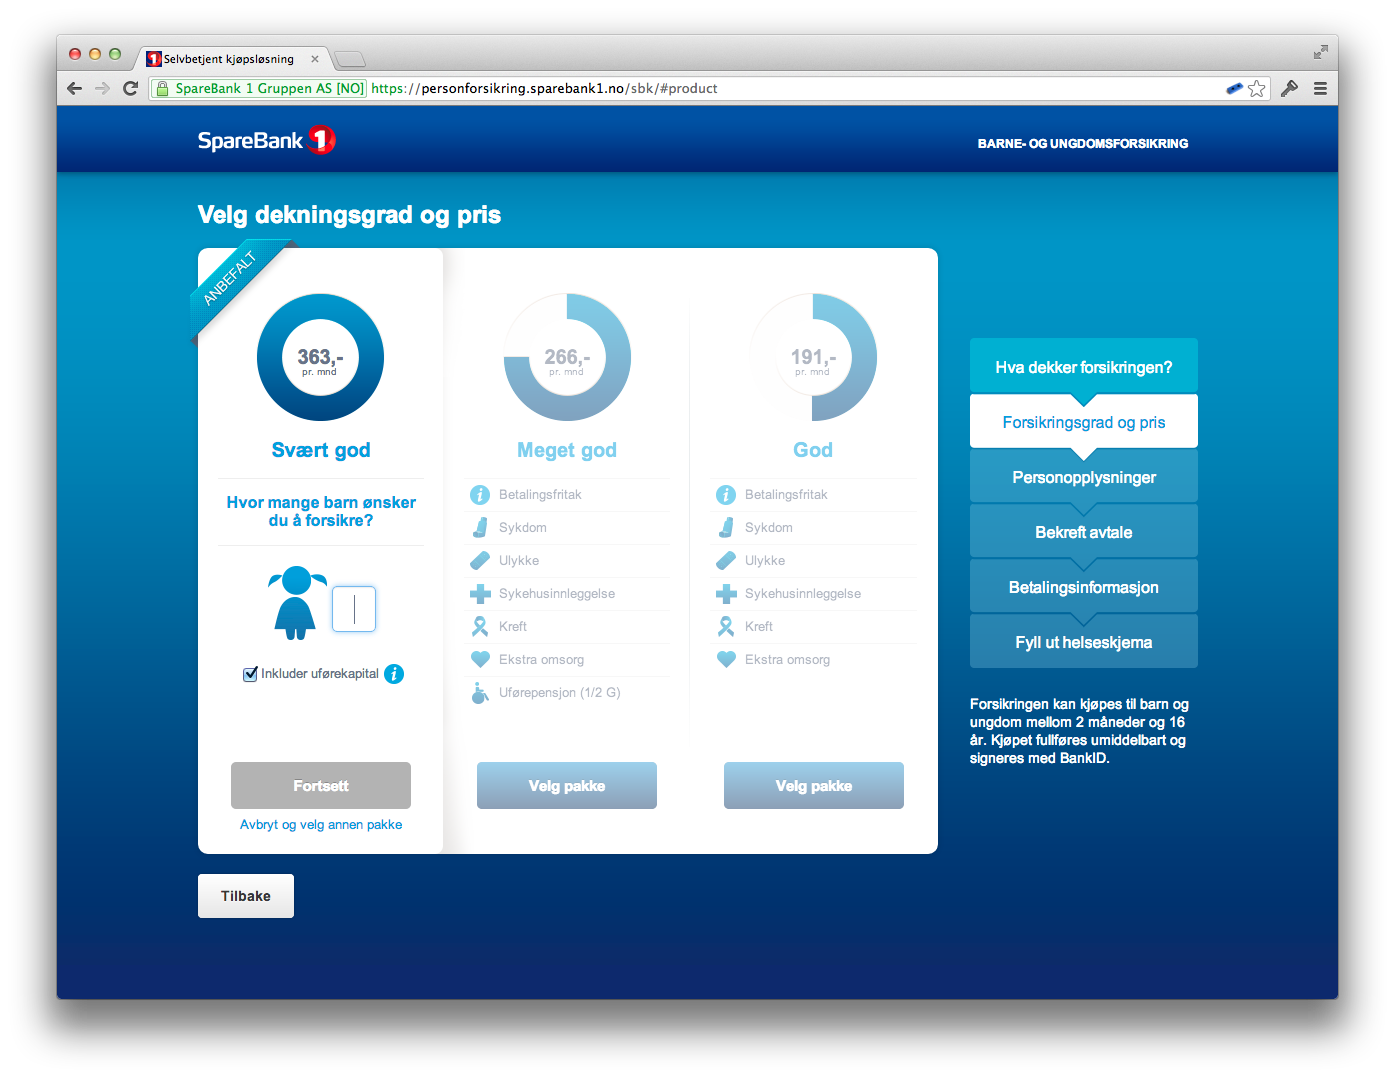 Selvbetjent kjøpsløsning
SpareBank 1 Gruppen AS [NO] https://personforsikring.sparebank1.no/sbk/#product
SpareBank 1
BARNE- OG UNGDOMSFORSIKRING
Velg dekningsgrad og pris
ANBEFALT
363,-
pr. mnd
Svært god
Hvor mange barn ønsker
du å forsikre?
Inkluder uførekapital
Fortsett
Avbryt og velg annen pakke
266,-
pr. mnd
Meget god
Betalingsfritak
Sykdom
Ulykke
Sykehusinnleggelse
Kreft
Ekstra omsorg
Uførepensjon (1/2 G)
Velg pakke
191,-
pr. mnd
God
Betalingsfritak
Sykdom
Ulykke
Sykehusinnleggelse
Kreft
Ekstra omsorg
Velg pakke
Hva dekker forsikringen?
Forsikringsgrad og pris
Personopplysninger
Bekreft avtale
Betalingsinformasjon
Fyll ut helseskjema
Forsikringen kan kjøpes til barn og
ungdom mellom 2 måneder og 16
år. Kjøpet fullføres umiddelbart og
signeres med BankID.
Tilbake